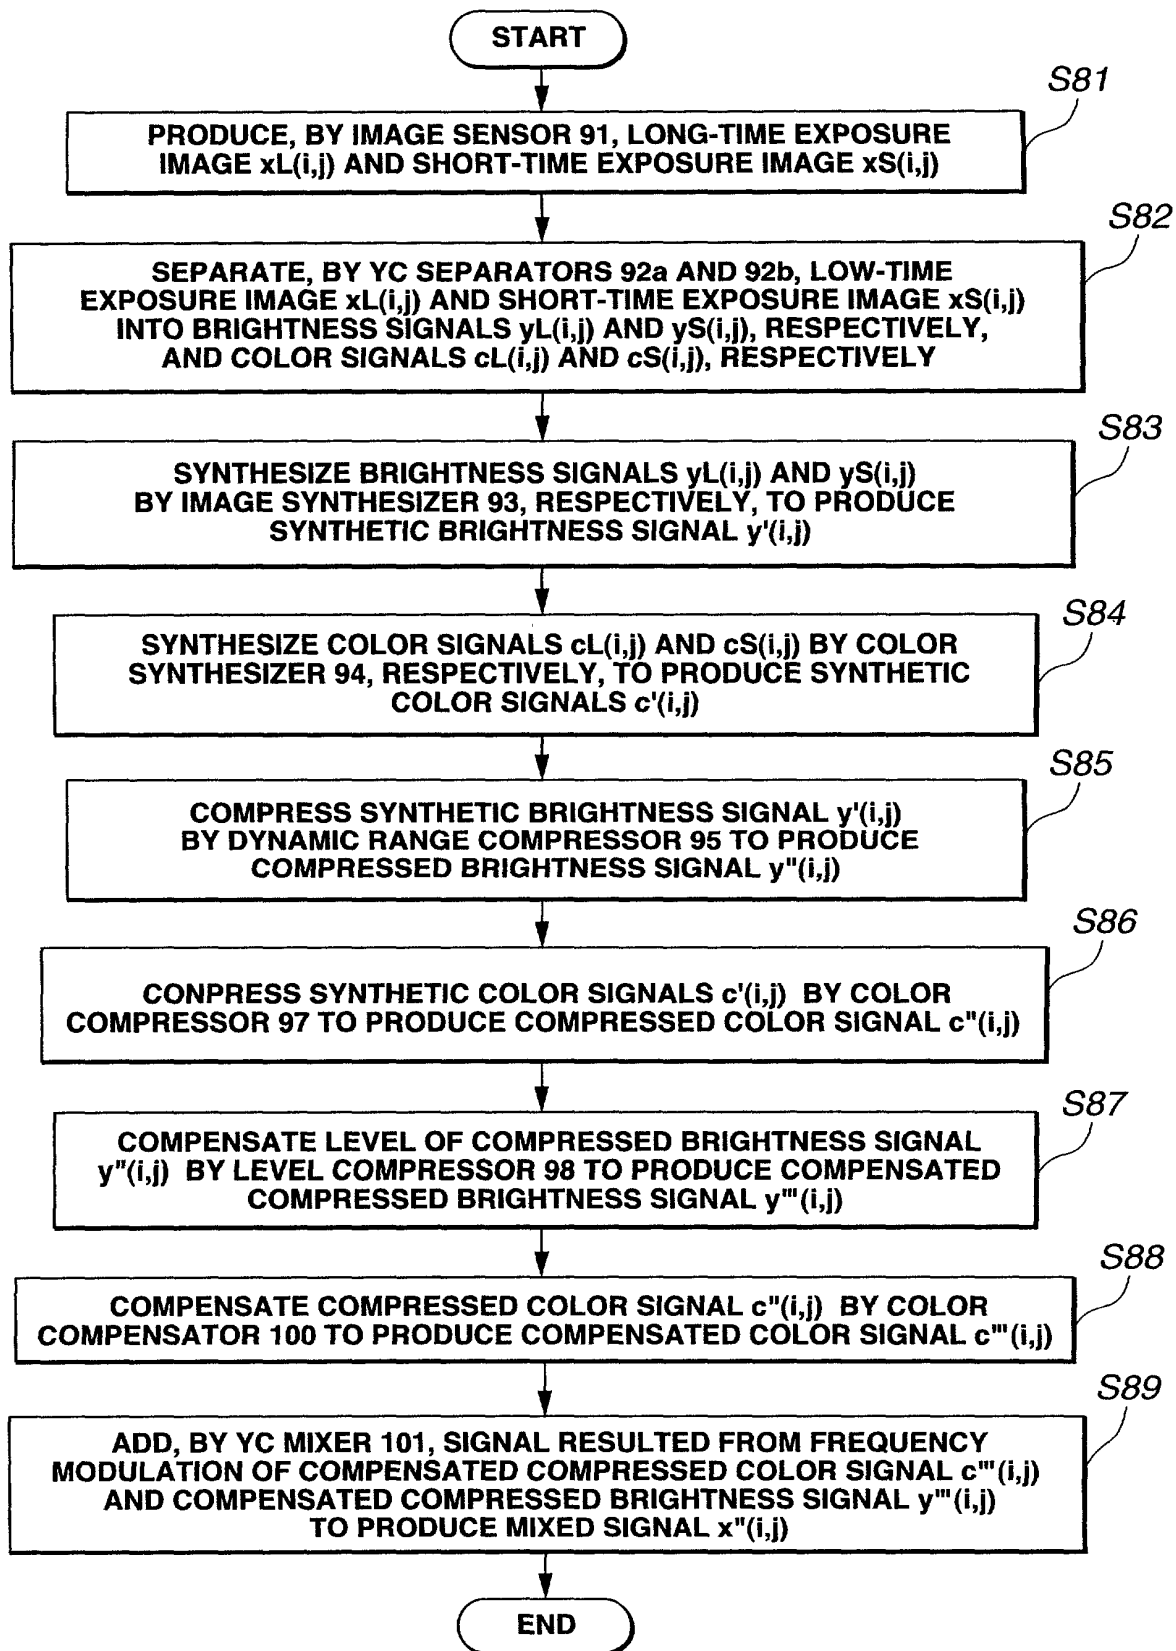 START
S81
PRODUCE, BY IMAGE SENSOR 91, LONG-TIME EXPOSURE
IMAGE xL(i,j) AND SHORT-TIME EXPOSURE IMAGE xS(i,j)
S82
SEPARATE, BY YC SEPARATORS 92a AND 92b, LOW-TIME
EXPOSURE IMAGE xL(i,j) AND SHORT-TIME EXPOSURE IMAGE xS(i,j)
INTO BRIGHTNESS SIGNALS yL(i,j) AND yS(i,j), RESPECTIVELY,
AND COLOR SIGNALS cL(i,j) AND cS(i,j), RESPECTIVELY
S83
SYNTHESIZE BRIGHTNESS SIGNALS yL(i,j) AND yS(i,j)
BY IMAGE SYNTHESIZER 93, RESPECTIVELY, TO PRODUCE
SYNTHETIC BRIGHTNESS SIGNAL y'(i,j)
S84
SYNTHESIZE COLOR SIGNALS cL(i,j) AND cS(i,j) BY COLOR
SYNTHESIZER 94, RESPECTIVELY, TO PRODUCE SYNTHETIC
COLOR SIGNALS c'(i,j)
S85
COMPRESS SYNTHETIC BRIGHTNESS SIGNAL y'(i,j)
BY DYNAMIC RANGE COMPRESSOR 95 TO PRODUCE
COMPRESSED BRIGHTNESS SIGNAL y"(i,j)
S86
CONPRESS SYNTHETIC COLOR SIGNALS c'(i,j) BY COLOR
COMPRESSOR 97 TO PRODUCE COMPRESSED COLOR SIGNAL c"(i,j)
S87
COMPENSATE LEVEL OF COMPRESSED BRIGHTNESS SIGNAL
y"(i,j) BY LEVEL COMPRESSOR 98 TO PRODUCE COMPENSATED
COMPRESSED BRIGHTNESS SIGNAL y'''(i,j)
S88
COMPENSATE COMPRESSED COLOR SIGNAL c"(i,j) BY COLOR
COMPENSATOR 100 TO PRODUCE COMPENSATED COLOR SIGNAL c'''(i,j)
S89
ADD, BY YC MIXER 101, SIGNAL RESULTED FROM FREQUENCY
MODULATION OF COMPENSATED COMPRESSED COLOR SIGNAL c'''(i,j)
AND COMPENSATED COMPRESSED BRIGHTNESS SIGNAL y'''(i,j)
TO PRODUCE MIXED SIGNAL x"(i,j)
END